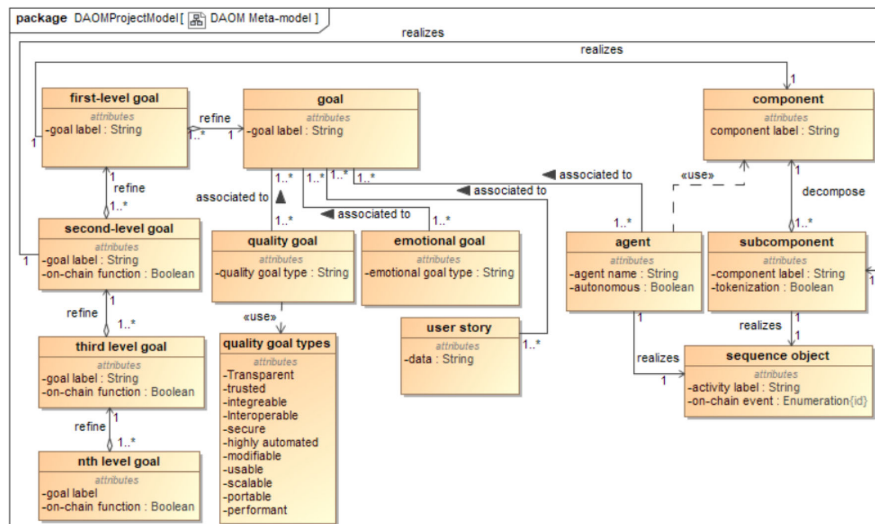 package DAOMProjectModel [ DAOM Meta-model ]
realizes
realizes
1
first-level goal
attributes
-goal label : String
1
refine
1..*
1
goal
attributes
-goal label : String
component
attributes
component label : String
1
refine
1..*
associated to
1..*
1..*
1..*
1..*
associated to
associated to
associated to
«use»
1
decompose
1..*
second-level goal
attributes
-goal label : String
-on-chain function : Boolean
1
1..*
quality goal
attributes
-quality goal type : String
emotional goal
attributes
-emotional goal type : String
1..*
agent
attributes
-agent name : String
-autonomous : Boolean
subcomponent
attributes
-component label : String
-tokenization : Boolean
1
1
refine
1..*
«use»
user story
attributes
-data : String
1..*
1
realizes
1
1
realizes
1
third level goal
attributes
-goal label : String
-on-chain function : Boolean
quality goal types
attributes
-Transparent
-trusted
-integreable
-Interoperable
-secure
-highly automated
-modifiable
-usable
-scalable
-portable
-performant
sequence object
attributes
-activity label : String
-on-chain event : Enumeration{id}
1
refine
1..*
nth level goal
attributes
-goal label
-on-chain function : Boolean